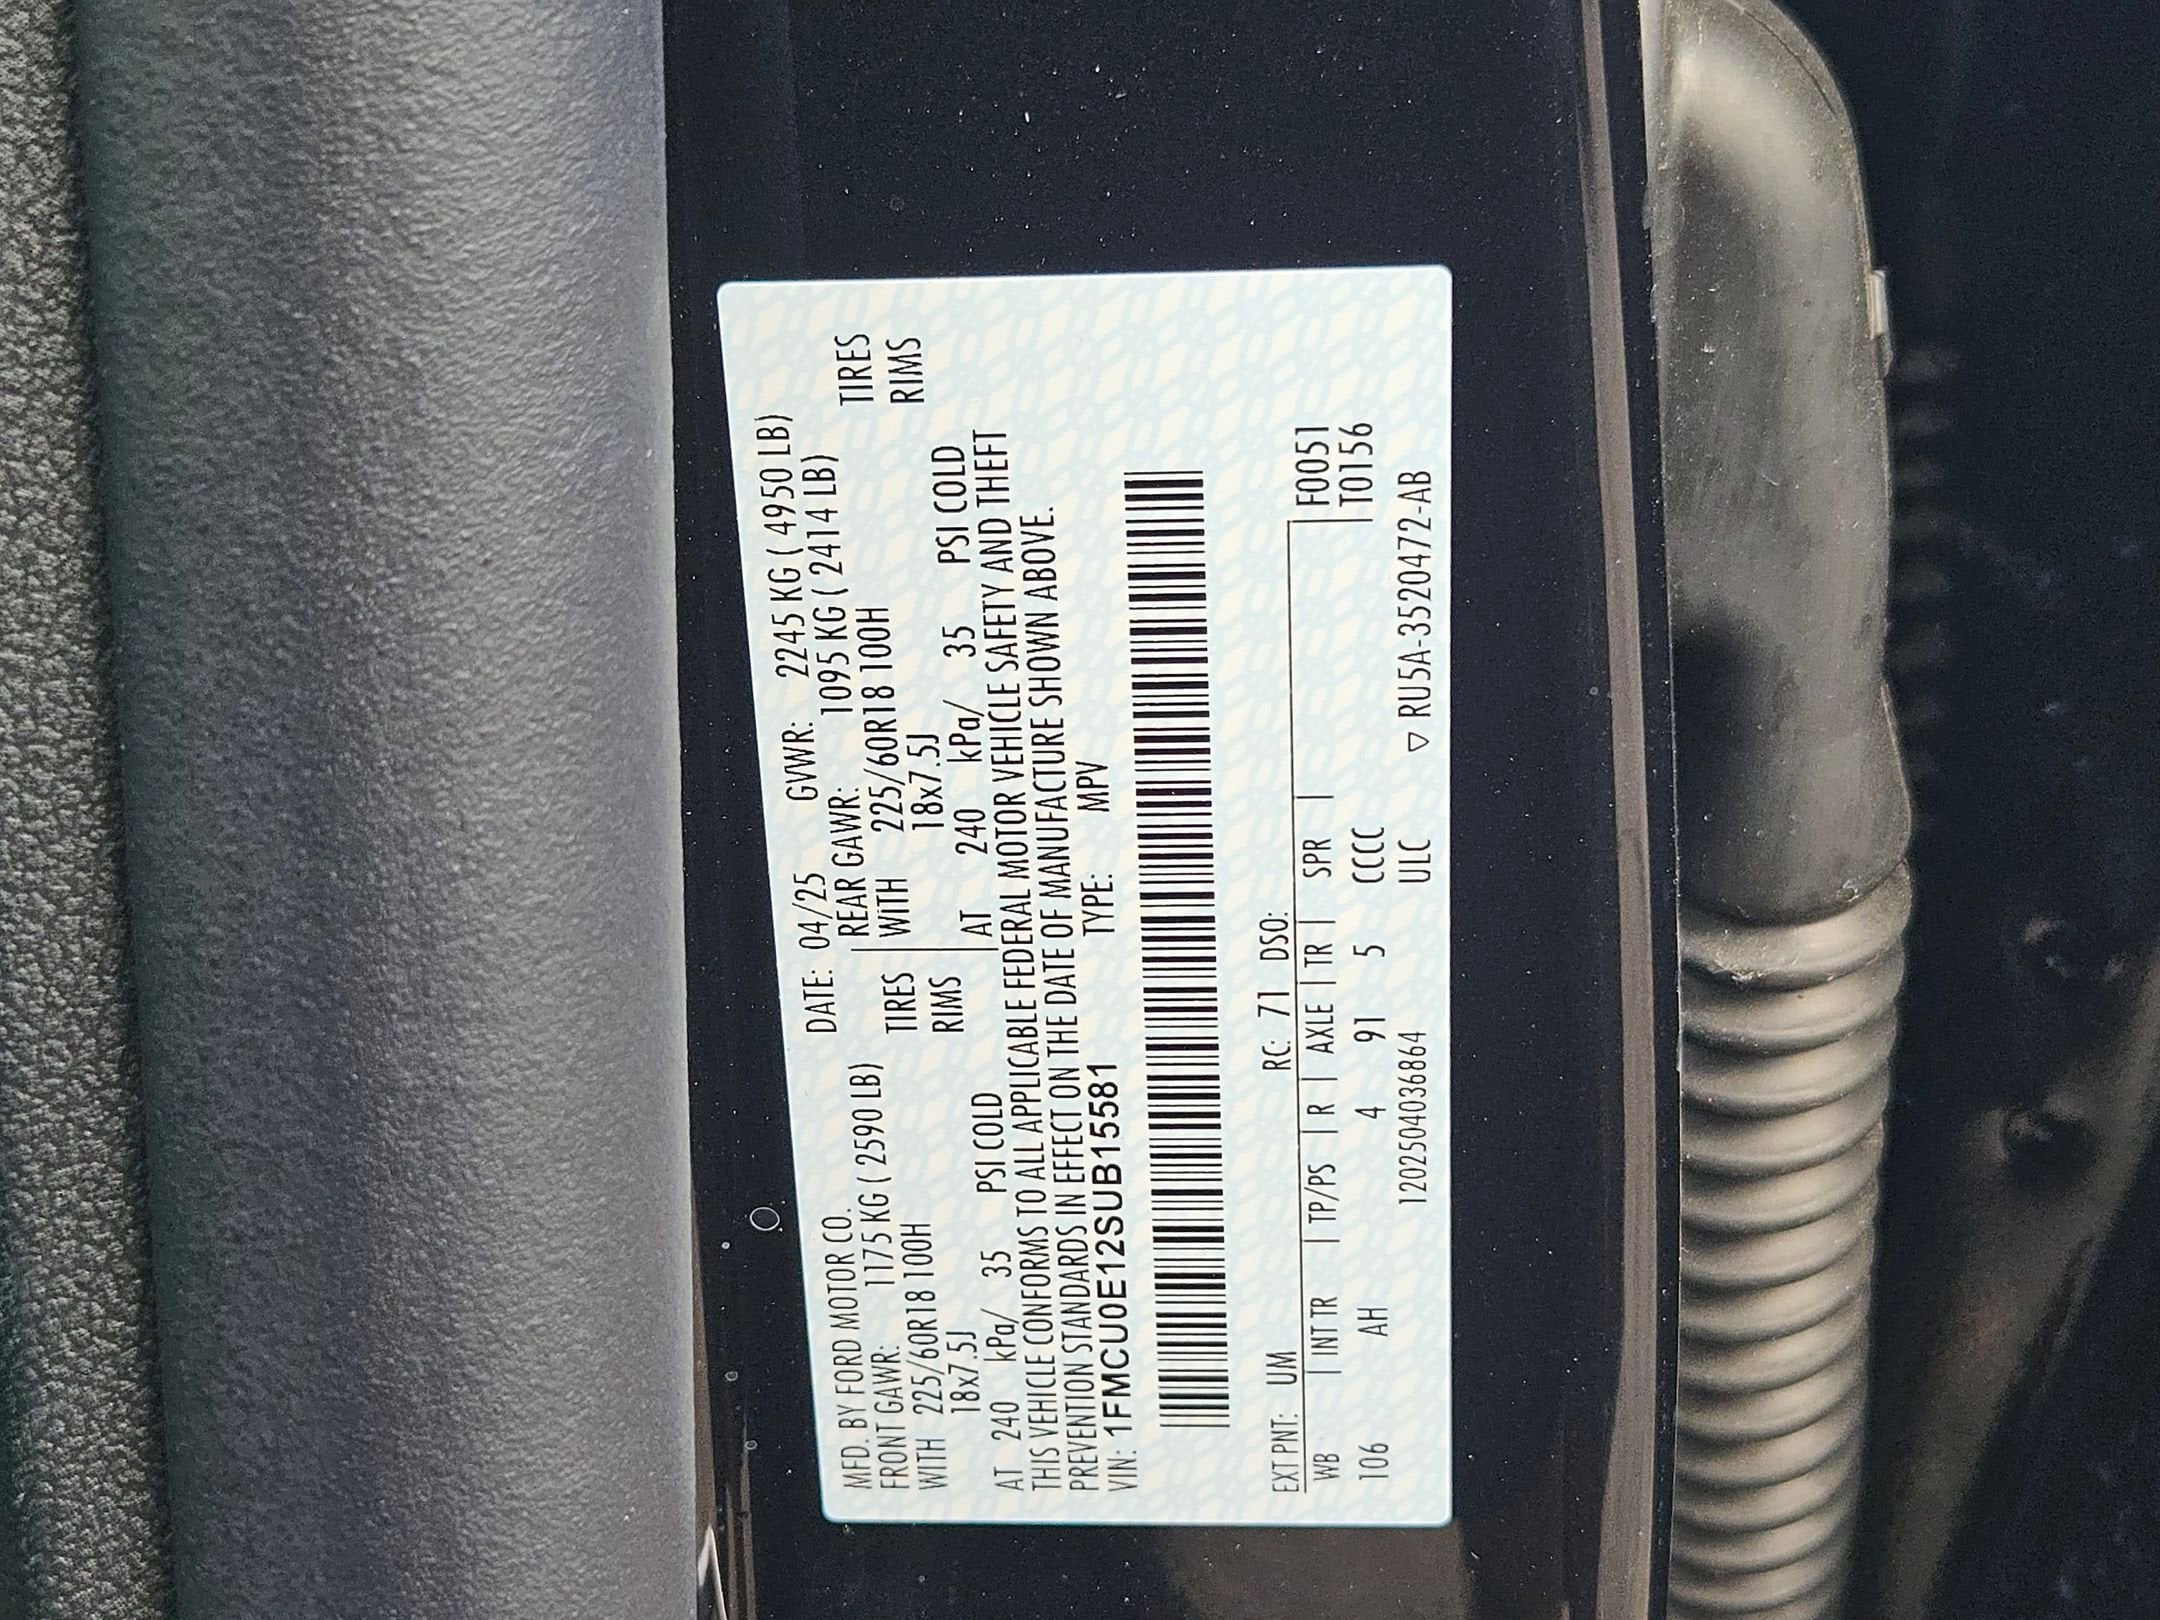 MFD. BY FORD MOTOR CO. DATE: 04/25 GVWR: 2245 KG ( 4950 LB)
FRONT GAWR: 1175 KG ( 2590 LB) REAR GAWR: 1095 KG ( 2414 LB)
WITH 225/60R18 100H TIRES WITH 225/60R18 100H TIRES
18x7.5J RIMS 18x7.5J RIMS
AT 240 kPa/ 35 PSI COLD AT 240 kPa/ 35 PSI COLD
THIS VEHICLE CONFORMS TO ALL APPLICABLE FEDERAL MOTOR VEHICLE SAFETY AND THEFT
PREVENTION STANDARDS IN EFFECT ON THE DATE OF MANUFACTURE SHOWN ABOVE.
VIN: 1FMCU0E12SUB15581 TYPE: MPV
EXT PNT: UM RC: 71 DSO: F0051
WB | INT TR | TP/PS | R | AXLE | TR | SPR | T0156
106 AH 4 91 5 CCCC
120250403686​4 ULC ▽ RU5A-3520472-AB